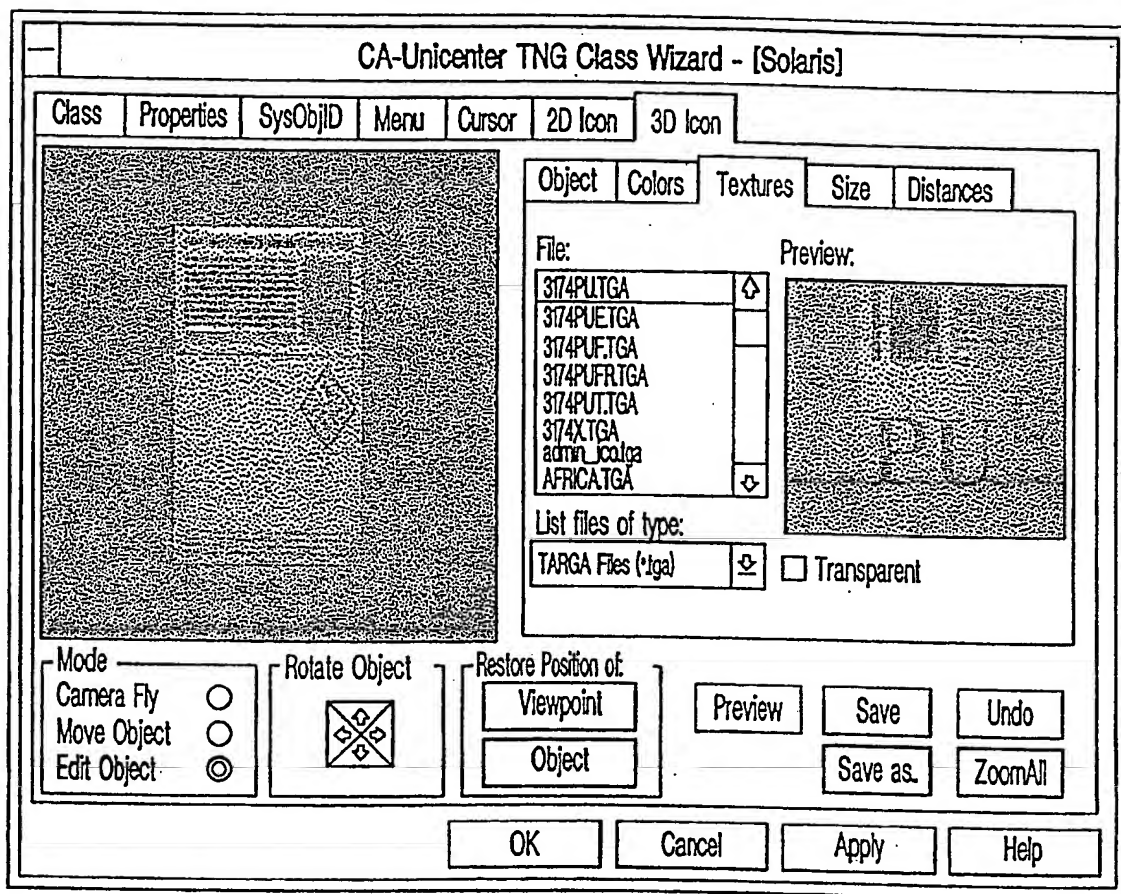 CA-Unicenter TNG Class Wizard - [Solaris]
Class Properties SysObjID Menu Cursor 2D Icon 3D Icon
Object Colors Textures Size Distances
File:
Preview:
3174PU.TGA
3174PUE.TGA
3174PUF.TGA
3174PUFR.TGA
3174PUT.TGA
3174X.TGA
admin_ico.tga
AFRICA.TGA
PU
List files of type:
TARGA Files (*.tga)
Transparent
Mode
Camera Fly
Move Object
Edit Object
Rotate Object
Restore Position of:
Viewpoint
Object
Preview Save Undo
Save as.. ZoomAll
OK Cancel Apply Help